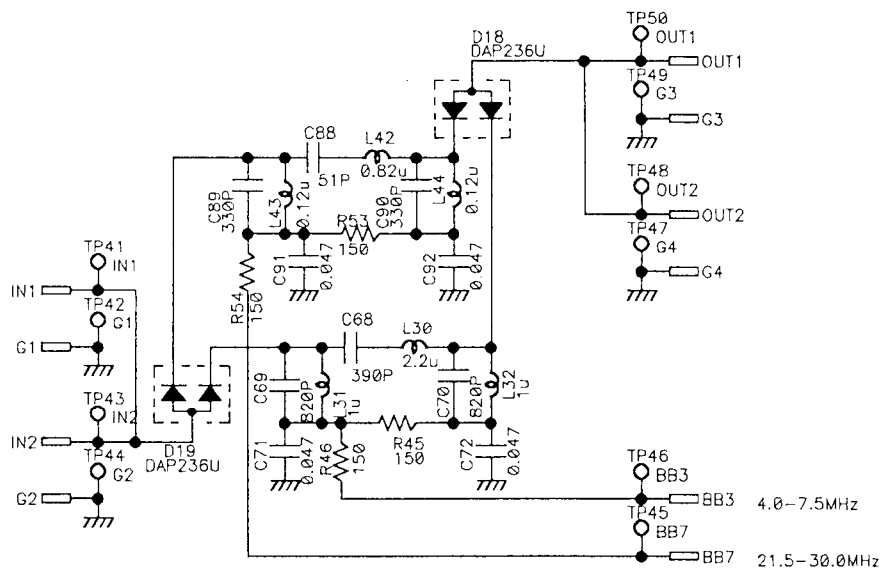 TP50
OUT1
OUT1
TP49
G3
G3
TP48
OUT2
OUT2
TP47
G4
G4
D18
DAP236U
C88
51P
L42
0.82u
C89
330P
L43
0.12u
C90
330P
L44
0.12u
R53
150
C91
0.047
C92
0.047
R54
150
TP41
IN1
IN1
TP42
G1
G1
TP43
IN2
IN2
TP44
G2
G2
D19
DAP236U
C68
390P
L30
2.2u
C69
820P
L31
1u
C70
820P
L32
1u
R45
150
C71
0.047
R46
150
C72
0.047
TP46
BB3
BB3 4.0-7.5MHz
TP45
BB7
BB7 21.5-30.0MHz